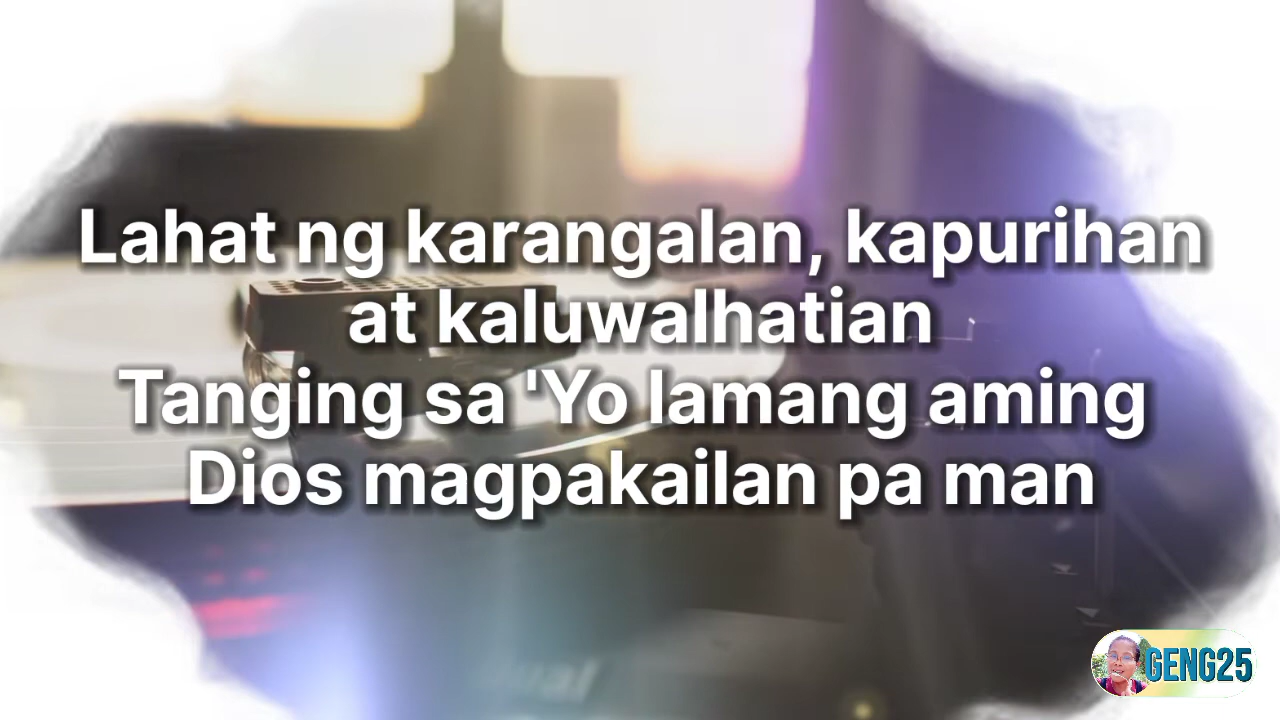 Lahat ng karangalan, kapurihan
at kaluwalhatian
Tanging sa 'Yo lamang aming
Dios magpakailan pa man
GENG25